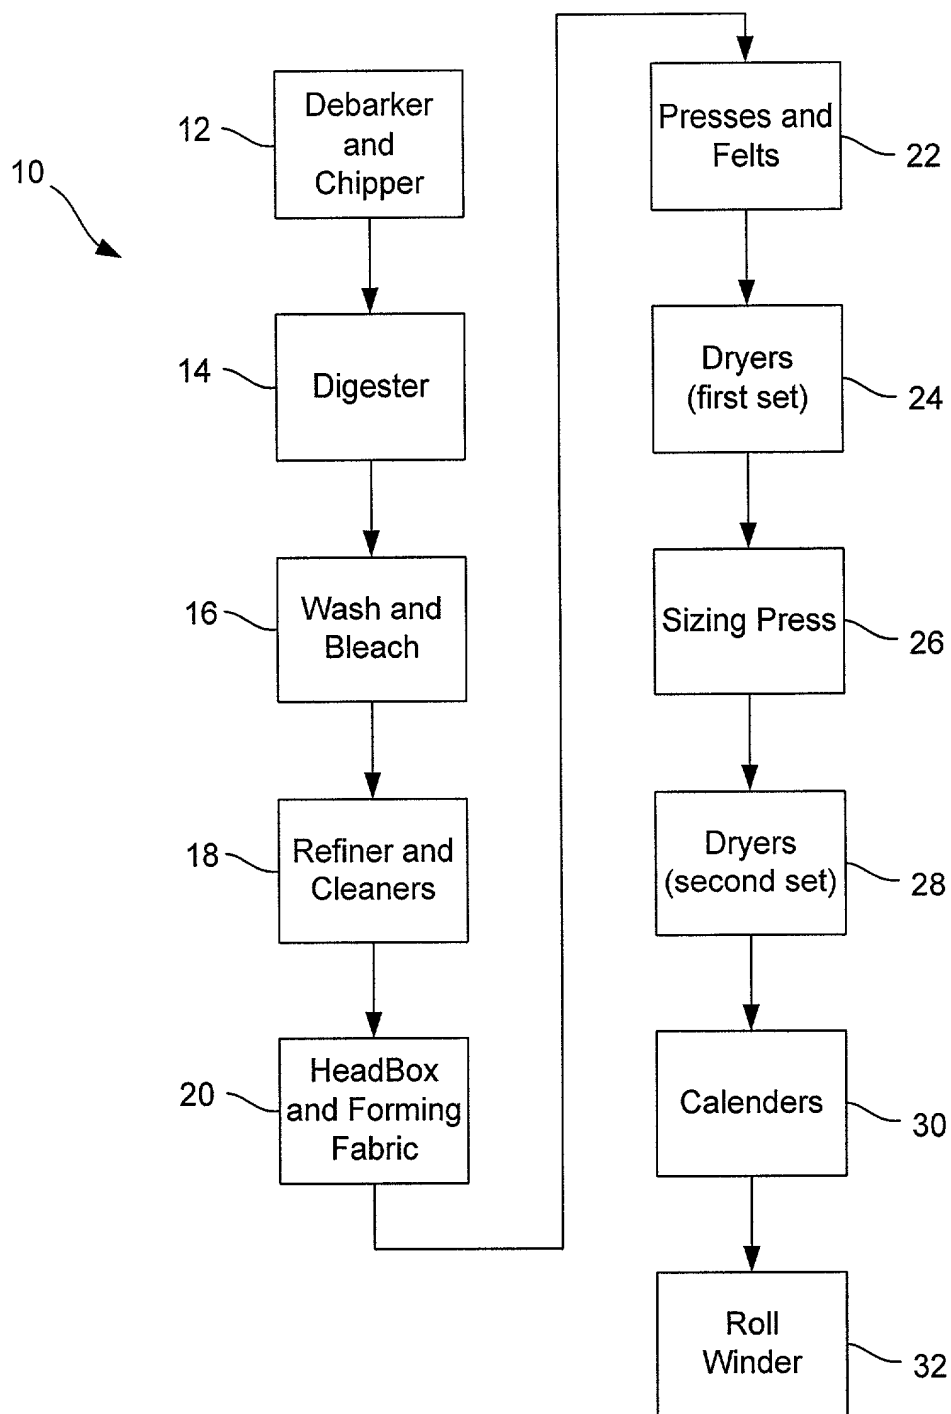 10
12
Debarker
and
Chipper
14
Digester
16
Wash and
Bleach
18
Refiner and
Cleaners
20
HeadBox
and Forming
Fabric
Presses and
Felts
22
Dryers
(first set)
24
Sizing Press
26
Dryers
(second set)
28
Calenders
30
Roll
Winder
32